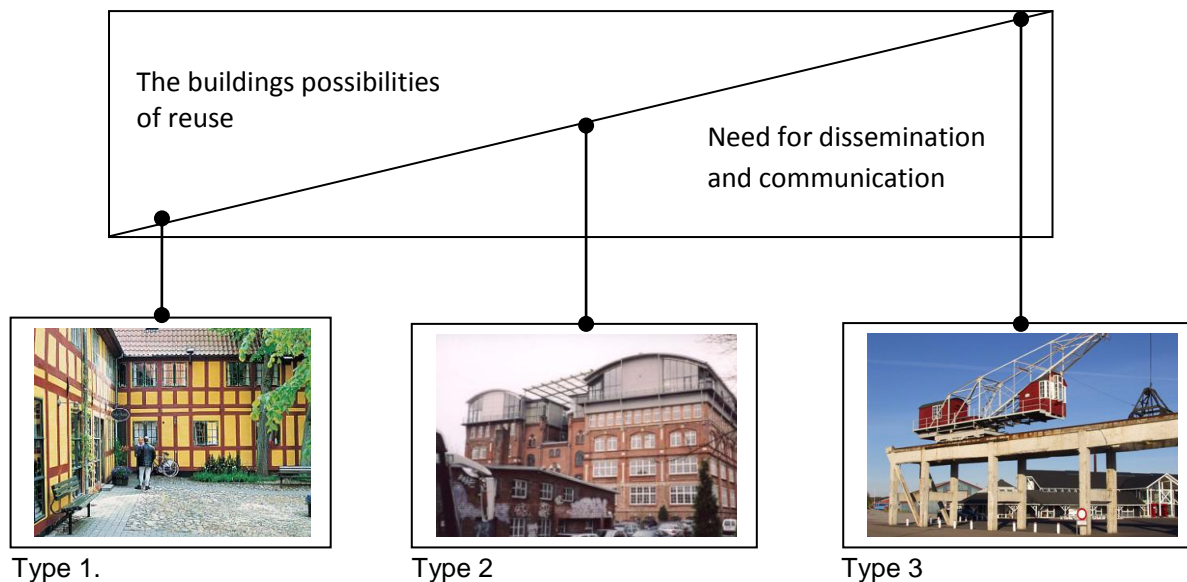 The buildings possibilities
of reuse
Need for dissemination
and communication
Type 1.
Type 2
Type 3